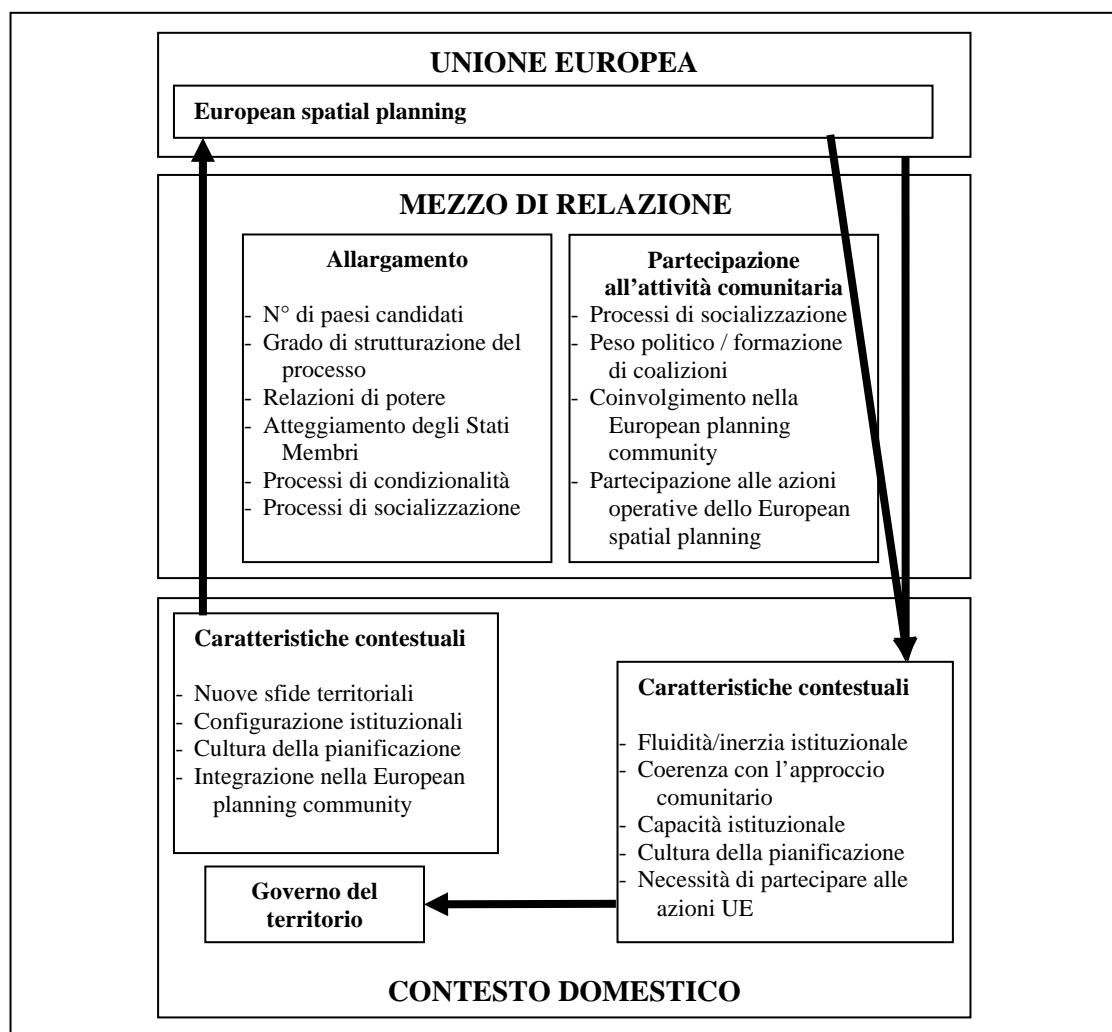 UNIONE EUROPEA
European spatial planning
MEZZO DI RELAZIONE
Allargamento
- N° di paesi candidati
- Grado di strutturazione del
processo
- Relazioni di potere
- Atteggiamento degli Stati
Membri
- Processi di condizionalità
- Processi di socializzazione
Partecipazione
all’attività comunitaria
- Processi di socializzazione
- Peso politico / formazione
di coalizioni
- Coinvolgimento nella
European planning
community
- Partecipazione alle azioni
operative dello European
spatial planning
Caratteristiche contestuali
- Nuove sfide territoriali
- Configurazione istituzionali
- Cultura della pianificazione
- Integrazione nella European
planning community
Caratteristiche contestuali
- Fluidità/inerzia istituzionale
- Coerenza con l’approccio
comunitario
- Capacità istituzionale
- Cultura della pianificazione
- Necessità di partecipare alle
azioni UE
Governo del
territorio
CONTESTO DOMESTICO